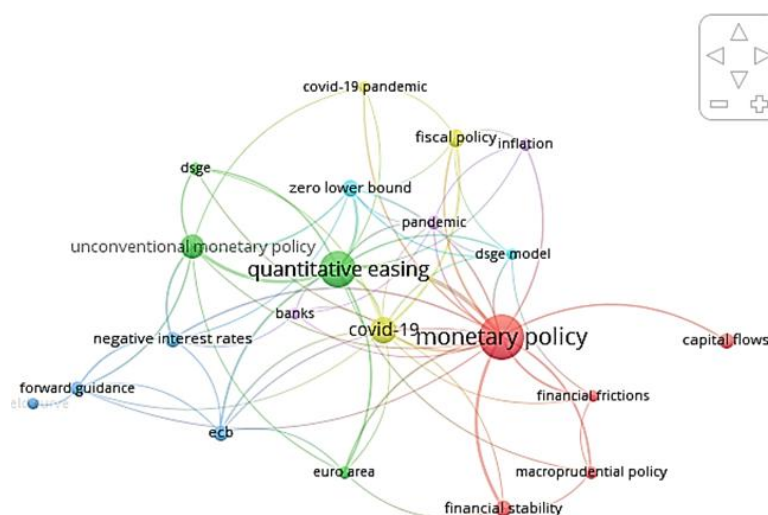 covid-19 pandemic
fiscal policy
inflation
dsge
zero lower bound
pandemic
unconventional monetary policy
dsge model
quantitative easing
banks
covid-19
monetary policy
negative interest rates
capital flows
forward guidance
financial frictions
ecb
euro area
macroprudential policy
financial stability